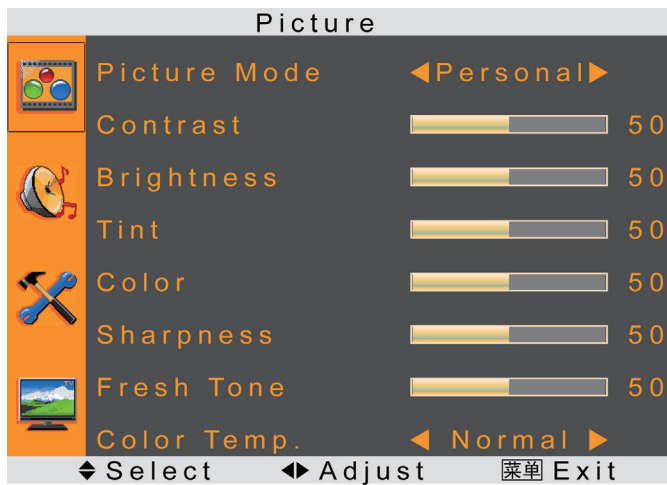 Picture
Picture Mode ◀Personal▶
Contrast 50
Brightness 50
Tint 50
Color 50
Sharpness 50
Fresh Tone 50
Color Temp. ◀ Normal ▶
Select Adjust 菜单 Exit